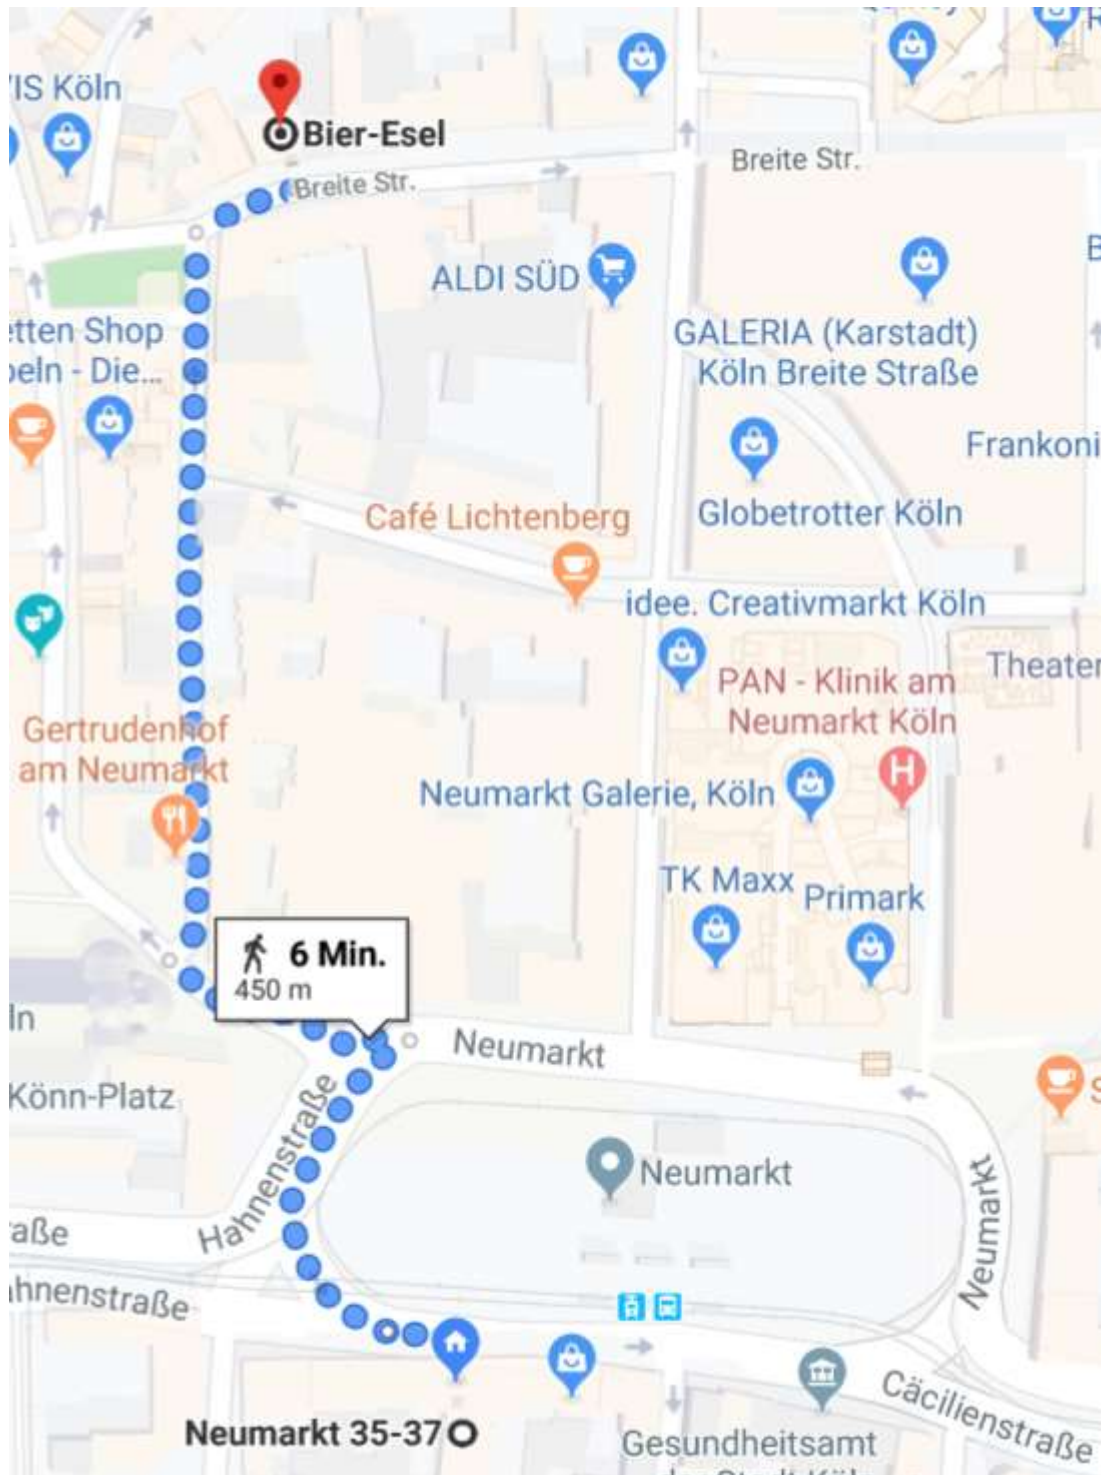 IS Köln
Bier-Esel
Breite Str.
Breite Str.
ALDI SÜD
etten Shop
eln - Die...
GALERIA (Karstadt)
Köln Breite Straße
Frankoni
Café Lichtenberg
Globetrotter Köln
idee. Creativmarkt Köln
PAN - Klinik am
Neumarkt Köln
Theater
Gertrudenhof
am Neumarkt
Neumarkt Galerie, Köln
H
TK Maxx
Primark
6 Min.
450 m
ln
Neumarkt
Könn-Platz
S
Hahnenstraße
Neumarkt
Neumarkt
aße
hnenstraße
Cäcilienstraße
Neumarkt 35-37
Gesundheitsamt